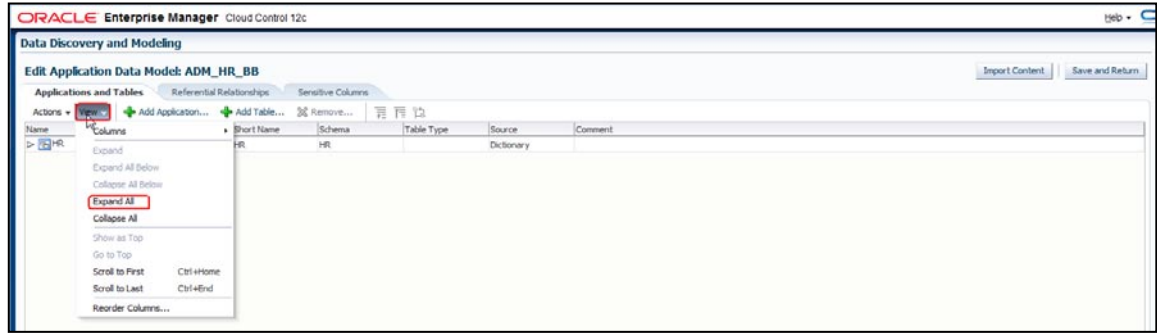 ORACLE Enterprise Manager Cloud Control 12c
Help
Data Discovery and Modeling
Edit Application Data Model: ADM_HR_BB
Import Content
Save and Return
Applications and Tables
Referential Relationships
Sensitive Columns
Actions View Add Application... Add Table... Remove...
Name Short Name Schema Table Type Source Comment
HR HR HR Dictionary
Columns
Expand
Expand All Below
Collapse All Below
Expand All
Collapse All
Show as Top
Go to Top
Scroll to First Ctrl+Home
Scroll to Last Ctrl+End
Reorder Columns...